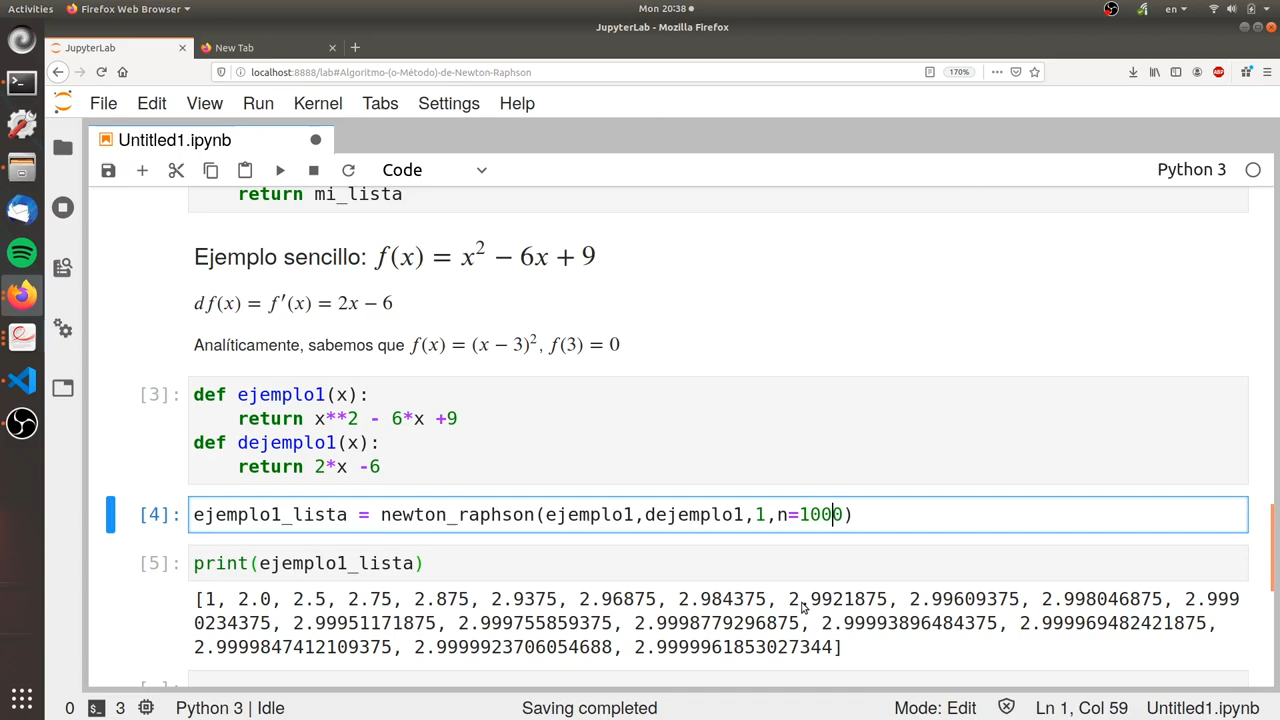 Activities Firefox Web Browser Mon 20:38 en
JupyterLab - Mozilla Firefox
JupyterLab New Tab
localhost:8888/lab#Algoritmo-(o-Método)-de-Newton-Raphson 170% ABP
File Edit View Run Kernel Tabs Settings Help
Untitled1.ipynb
Code Python 3
return mi_lista
Ejemplo sencillo: f(x) = x² − 6x + 9
df(x) = f′(x) = 2x − 6
Analíticamente, sabemos que f(x) = (x − 3)², f(3) = 0
[3]: def ejemplo1(x):
return x**2 - 6*x +9
def dejemplo1(x):
return 2*x -6
[4]: ejemplo1_lista = newton_raphson(ejemplo1,dejemplo1,1,n=1000)
[5]: print(ejemplo1_lista)
[1, 2.0, 2.5, 2.75, 2.875, 2.9375, 2.96875, 2.984375, 2.9921875, 2.99609375, 2.998046875, 2.999
0234375, 2.99951171875, 2.999755859375, 2.9998779296875, 2.99993896484375, 2.999969482421875,
2.9999847412109375, 2.9999923706054688, 2.9999961853027344]
0 3 Python 3 | Idle Saving completed Mode: Edit Ln 1, Col 59 Untitled1.ipynb